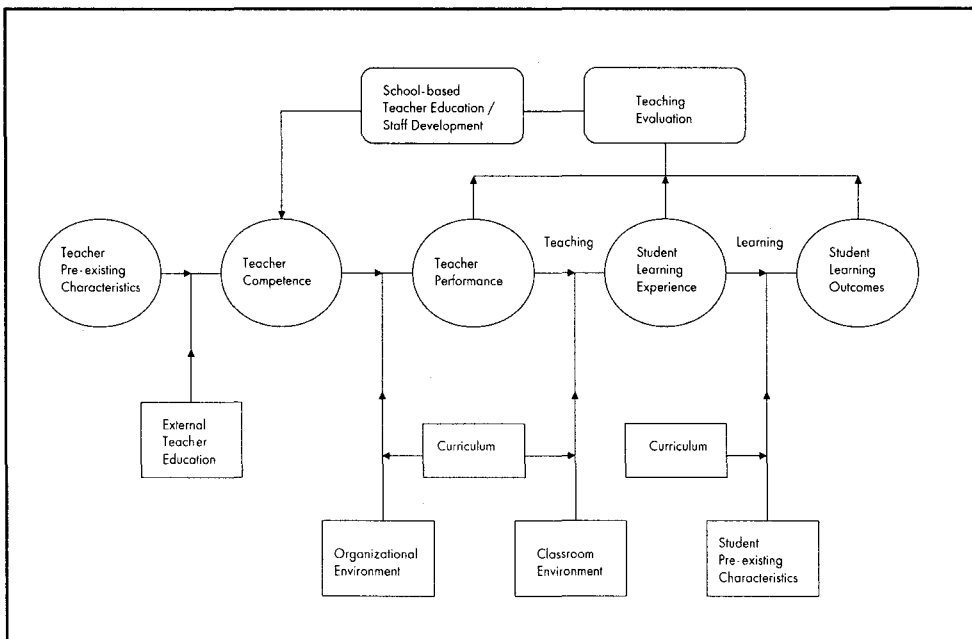 School-based
Teacher Education /
Staff Development
Teaching
Evaluation
Teacher
Pre-existing
Characteristics
Teacher
Competence
Teacher
Performance
Teaching
Student
Learning
Experience
Learning
Student
Learning
Outcomes
External
Teacher
Education
Curriculum
Curriculum
Organizational
Environment
Classroom
Environment
Student
Pre-existing
Characteristics